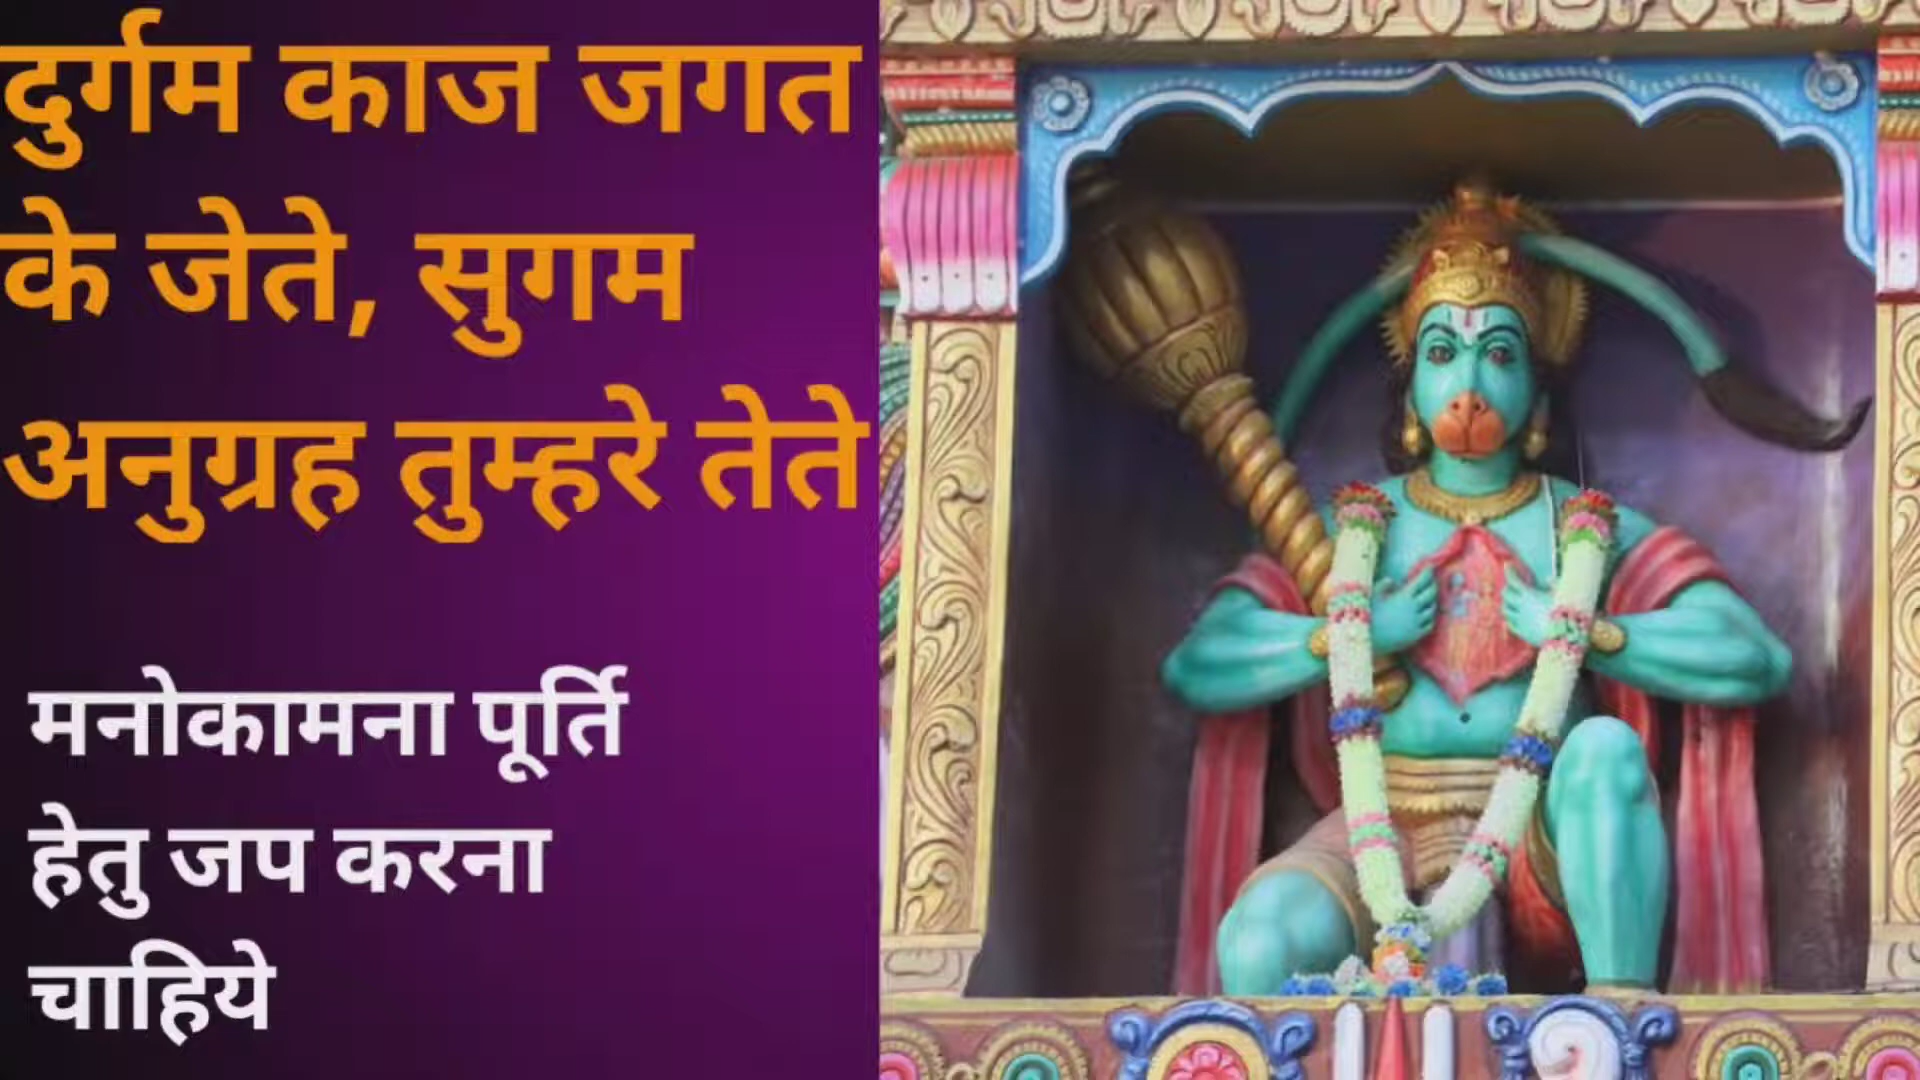 दुर्गम काज जगत
के जेते, सुगम
अनुग्रह तुम्हरे तेते
मनोकामना पूर्ति
हेतु जप करना
चाहिये